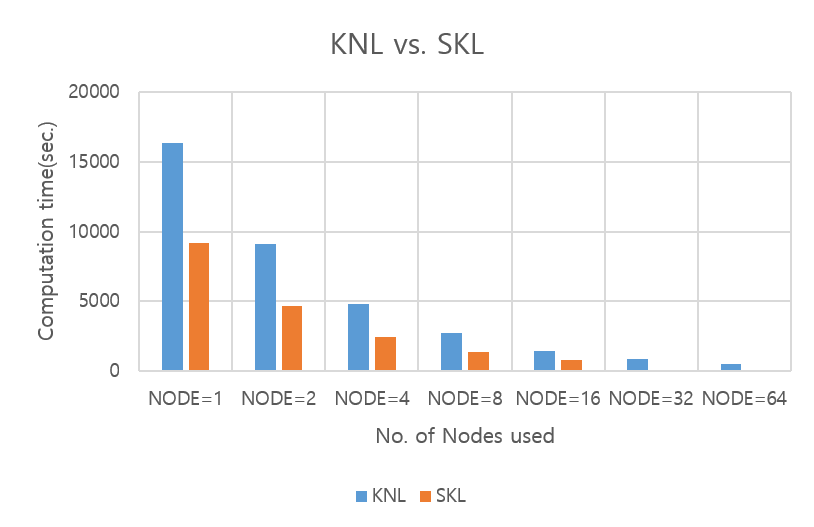 KNL vs. SKL
20000
15000
10000
5000
0
Computation time(sec.)
NODE=1 NODE=2 NODE=4 NODE=8 NODE=16 NODE=32 NODE=64
No. of Nodes used
KNL SKL